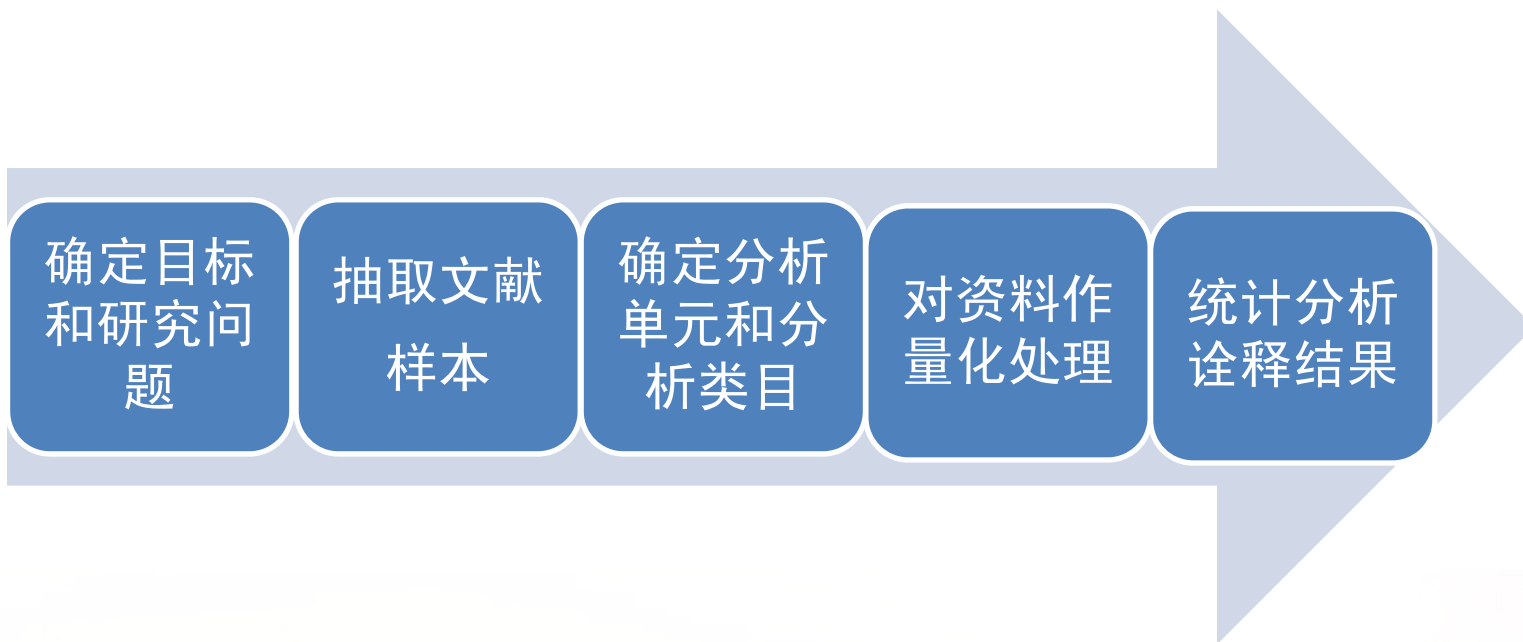 确定目标
和研究问
题
抽取文献
样本
确定分析
单元和分
析类目
对资料作
量化处理
统计分析
诠释结果